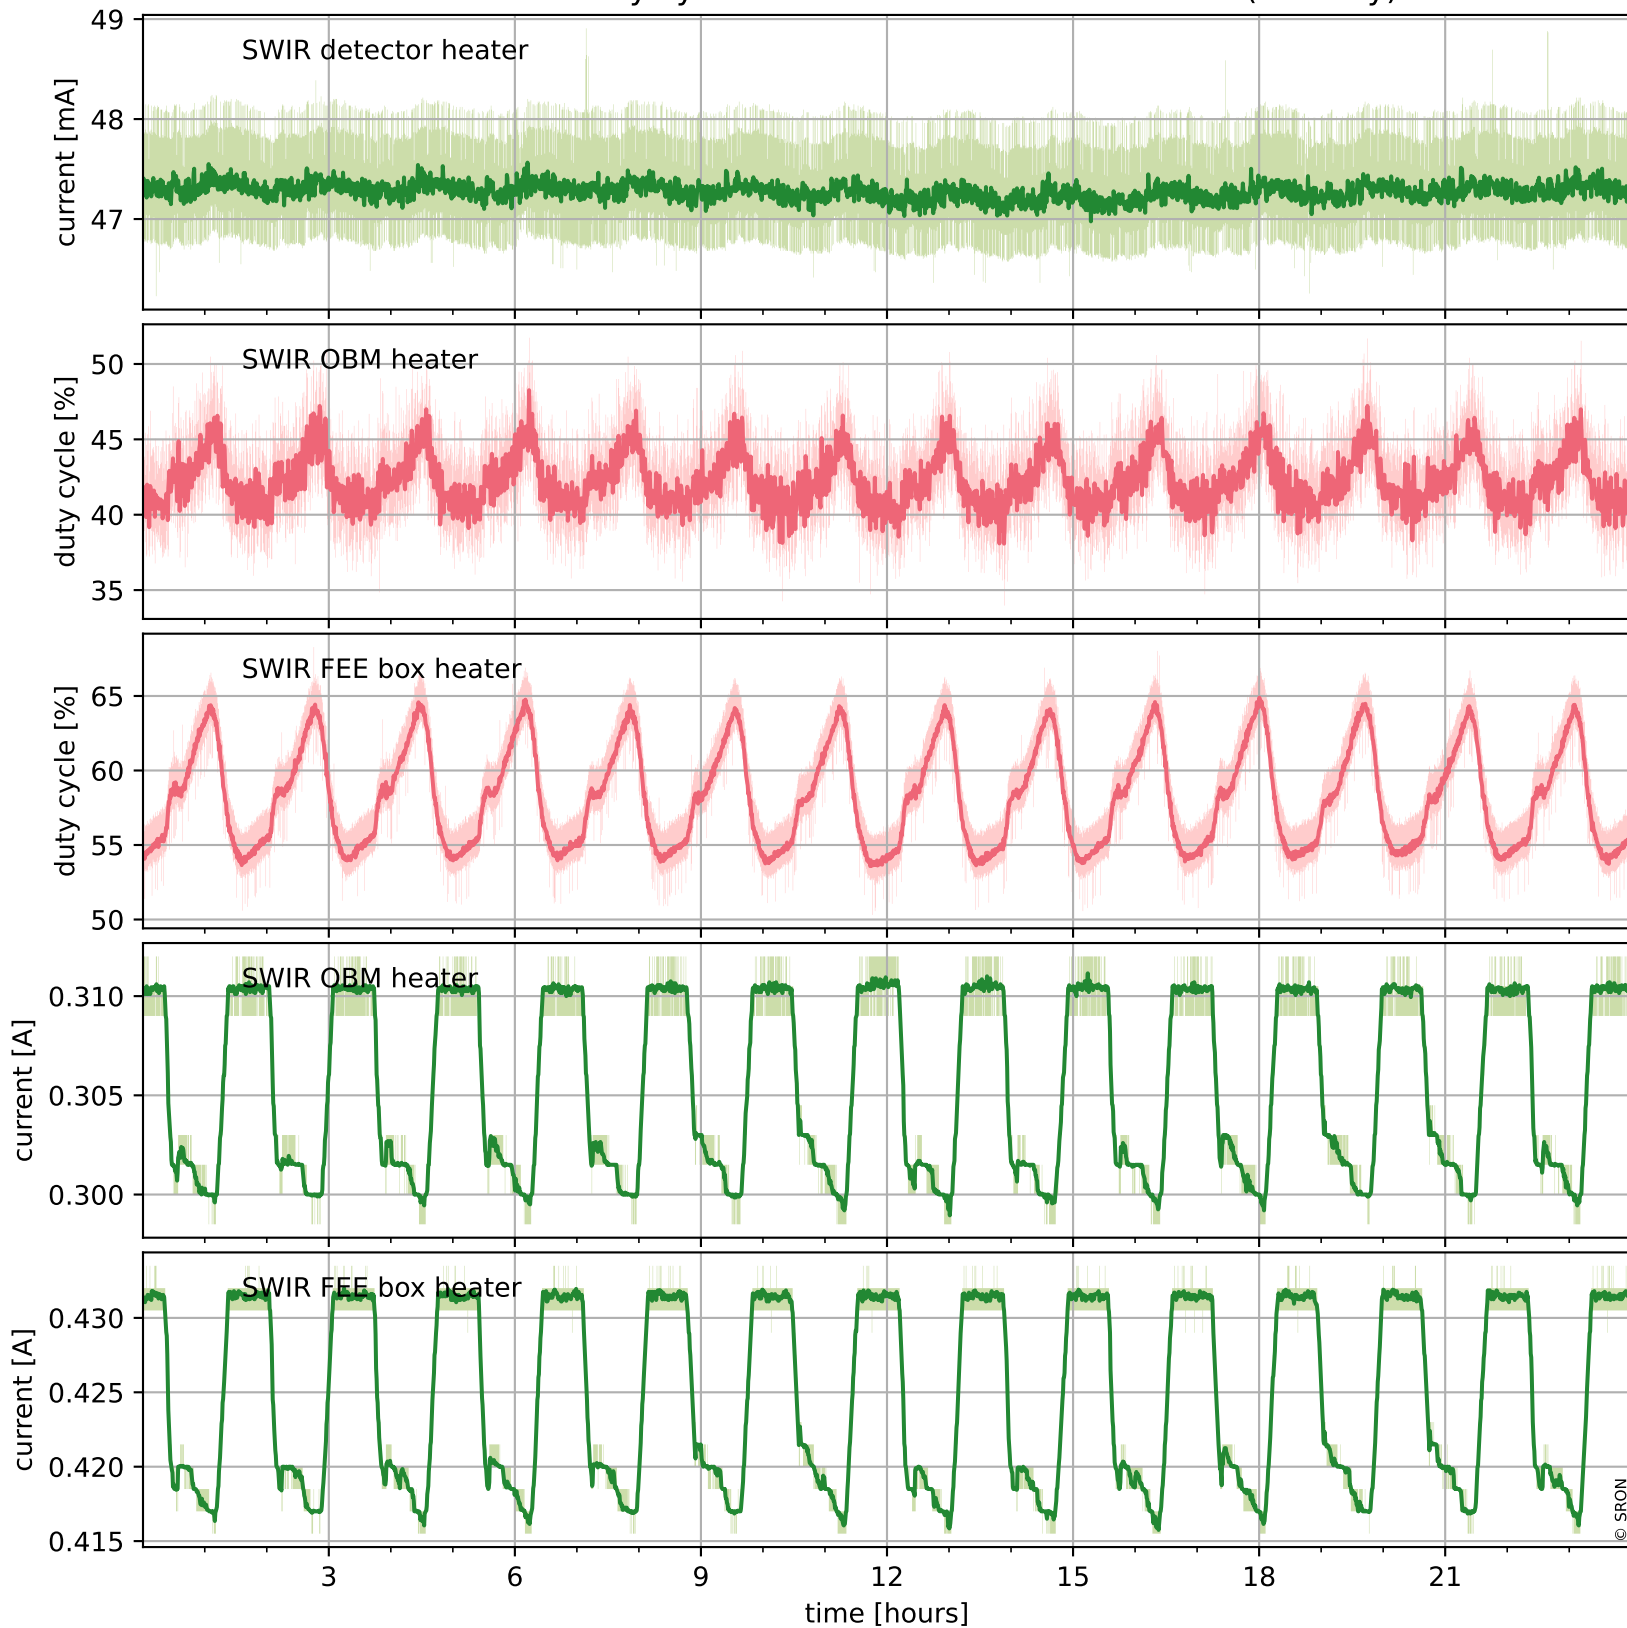 49
SWIR detector heater
48
47
current [mA]
SWIR OBM heater
50
45
40
35
duty cycle [%]
SWIR FEE box heater
65
60
55
50
duty cycle [%]
SWIR OBM heater
0.310
0.305
0.300
current [A]
SWIR FEE box heater
0.430
0.425
0.420
0.415
current [A]
© SRON
3 6 9 12 15 18 21
time [hours]